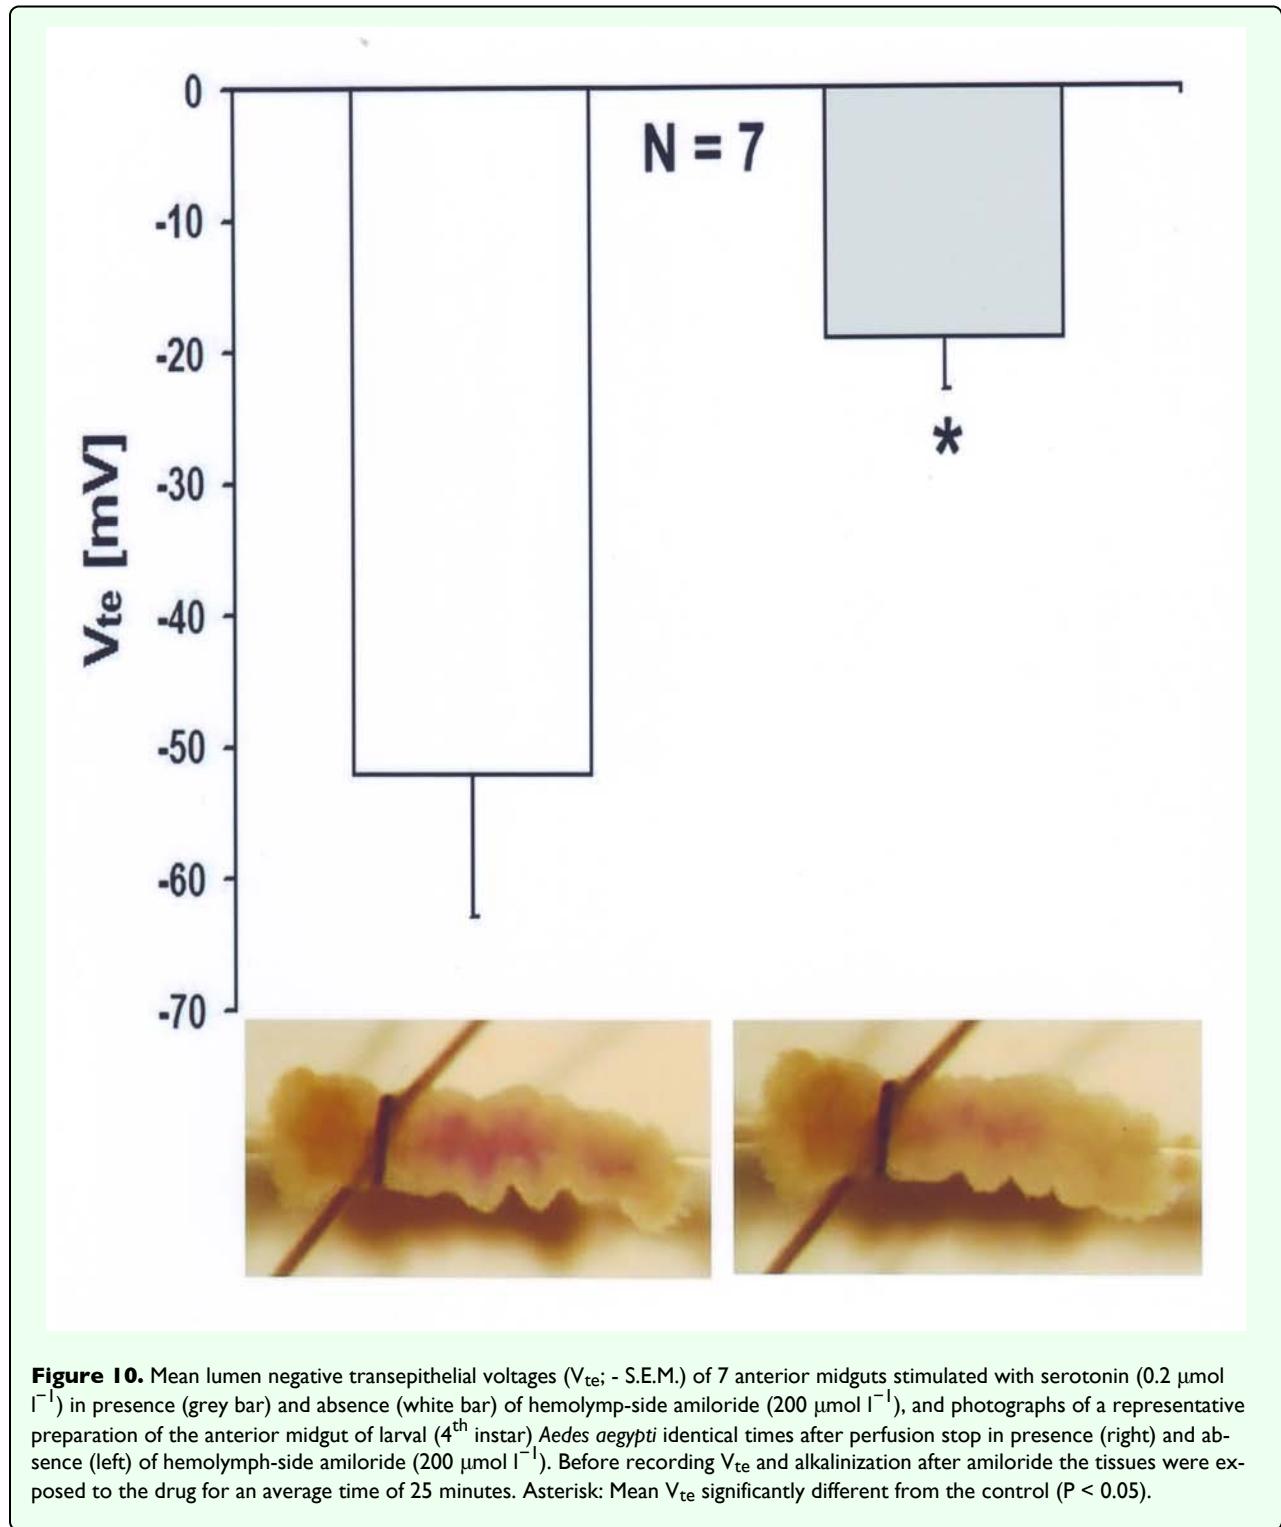 0
N = 7
-10
-20
*
-30
-40
-50
-60
-70
Vte [mV]
Figure 10. Mean lumen negative transepithelial voltages (Vte; - S.E.M.) of 7 anterior midguts stimulated with serotonin (0.2 μmol
l−1) in presence (grey bar) and absence (white bar) of hemolymp-side amiloride (200 μmol l−1), and photographs of a representative
preparation of the anterior midgut of larval (4th instar) Aedes aegypti identical times after perfusion stop in presence (right) and ab-
sence (left) of hemolymph-side amiloride (200 μmol l−1). Before recording Vte and alkalinization after amiloride the tissues were ex-
posed to the drug for an average time of 25 minutes. Asterisk: Mean Vte significantly different from the control (P < 0.05).